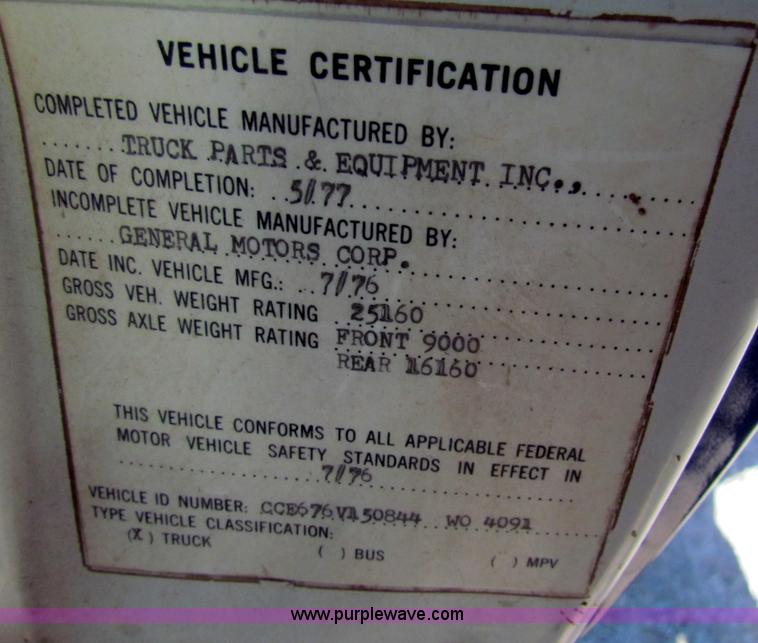 VEHICLE CERTIFICATION
COMPLETED VEHICLE MANUFACTURED BY:
TRUCK PARTS & EQUIPMENT INC.,
DATE OF COMPLETION: 5/77
INCOMPLETE VEHICLE MANUFACTURED BY:
GENERAL MOTORS CORP.
DATE INC. VEHICLE MFG.: 7/76
GROSS VEH. WEIGHT RATING 25160
GROSS AXLE WEIGHT RATING FRONT 9000
REAR 16160
THIS VEHICLE CONFORMS TO ALL APPLICABLE FEDERAL
MOTOR VEHICLE SAFETY STANDARDS IN EFFECT IN
7/76
VEHICLE ID NUMBER: CCE676V150844 WO 4091
TYPE VEHICLE CLASSIFICATION:
(X) TRUCK ( ) BUS ( ) MPV
www.purplewave.com